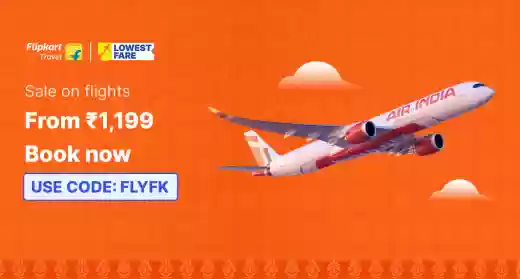 Flipkart
Travel
LOWEST
FARE
Sale on flights
From ₹1,199
Book now
USE CODE: FLYFK
AIR INDIA